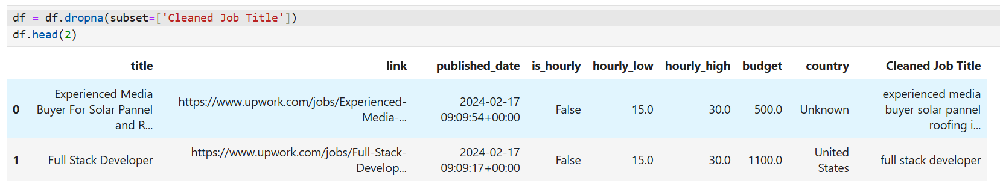 df = df.dropna(subset=['Cleaned Job Title'])
df.head(2)
title link published_date is_hourly hourly_low hourly_high budget country Cleaned Job Title
0 Experienced Media Buyer For Solar Pannel and R... https://www.upwork.com/jobs/Experienced-Media-... 2024-02-17 09:09:54+00:00 False 15.0 30.0 500.0 Unknown experienced media buyer solar pannel roofing i...
1 Full Stack Developer https://www.upwork.com/jobs/Full-Stack-Develop... 2024-02-17 09:09:17+00:00 False 15.0 30.0 1100.0 United States full stack developer